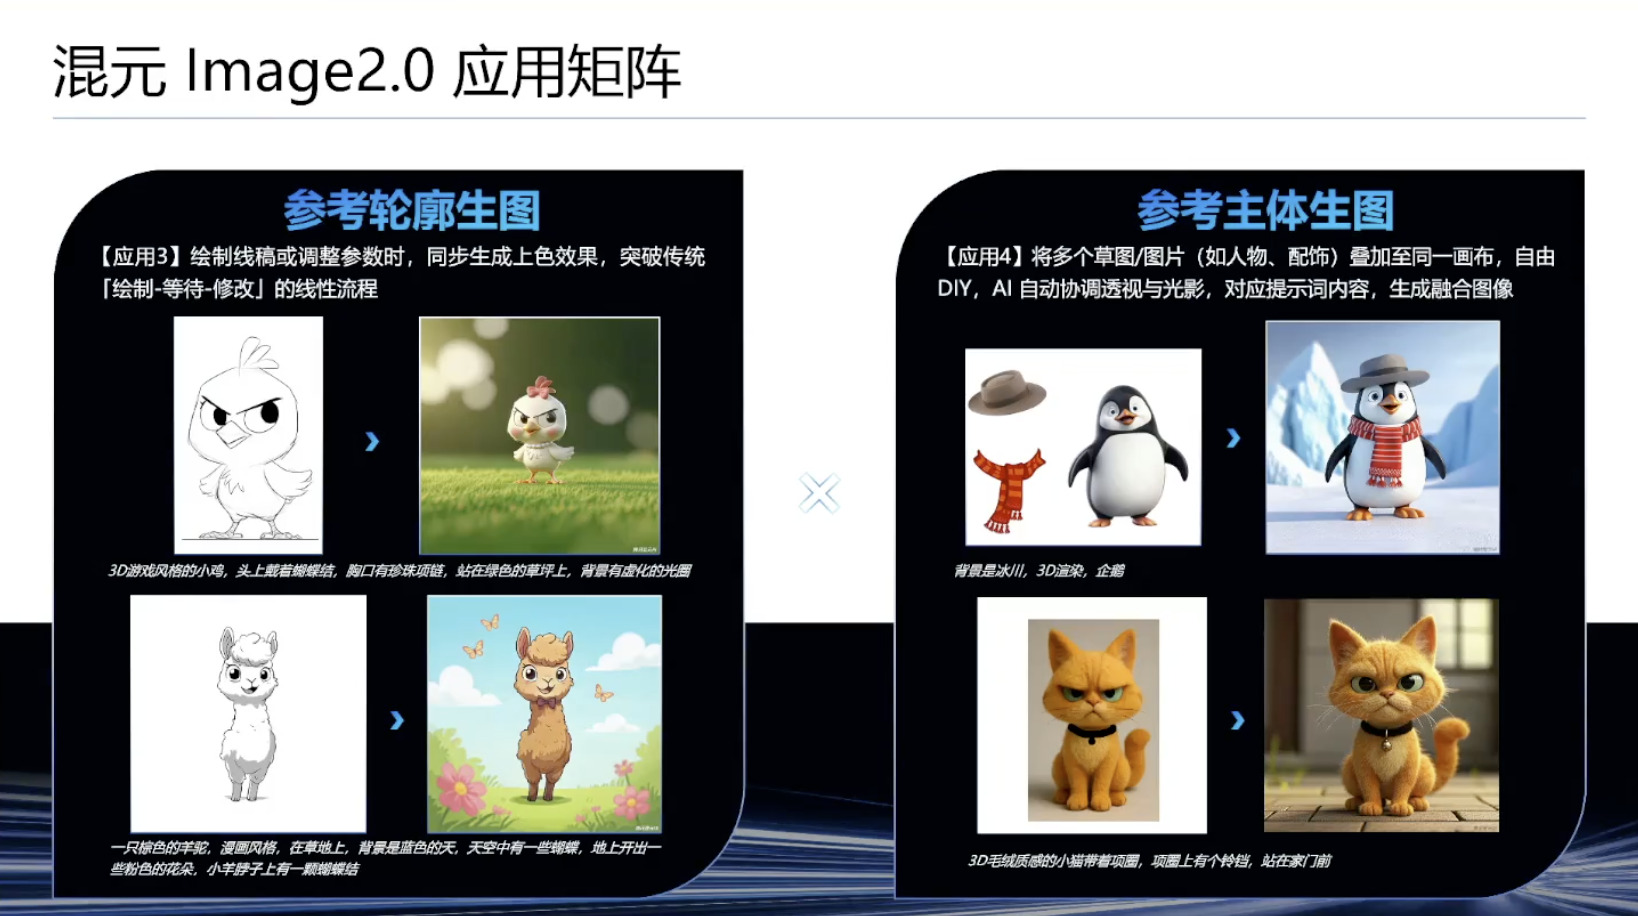 混元 Image2.0 应用矩阵
参考轮廓生图
【应用3】绘制线稿或调整参数时，同步生成上色效果，突破传统
「绘制-等待-修改」的线性流程
3D游戏风格的小鸡，头上戴着蝴蝶结，胸口有珍珠项链，站在绿色的草坪上，背景有虚化的光圈
一只棕色的羊驼，漫画风格，在草地上，背景是蓝色的天，天空中有一些蝴蝶，地上开出一
些粉色的花朵，小羊脖子上有一颗蝴蝶结
参考主体生图
【应用4】将多个草图/图片（如人物、配饰）叠加至同一画布，自由
DIY，AI 自动协调透视与光影，对应提示词内容，生成融合图像
背景是冰川，3D渲染，企鹅
3D毛绒质感的小猫带着项圈，项圈上有个铃铛，站在家门前